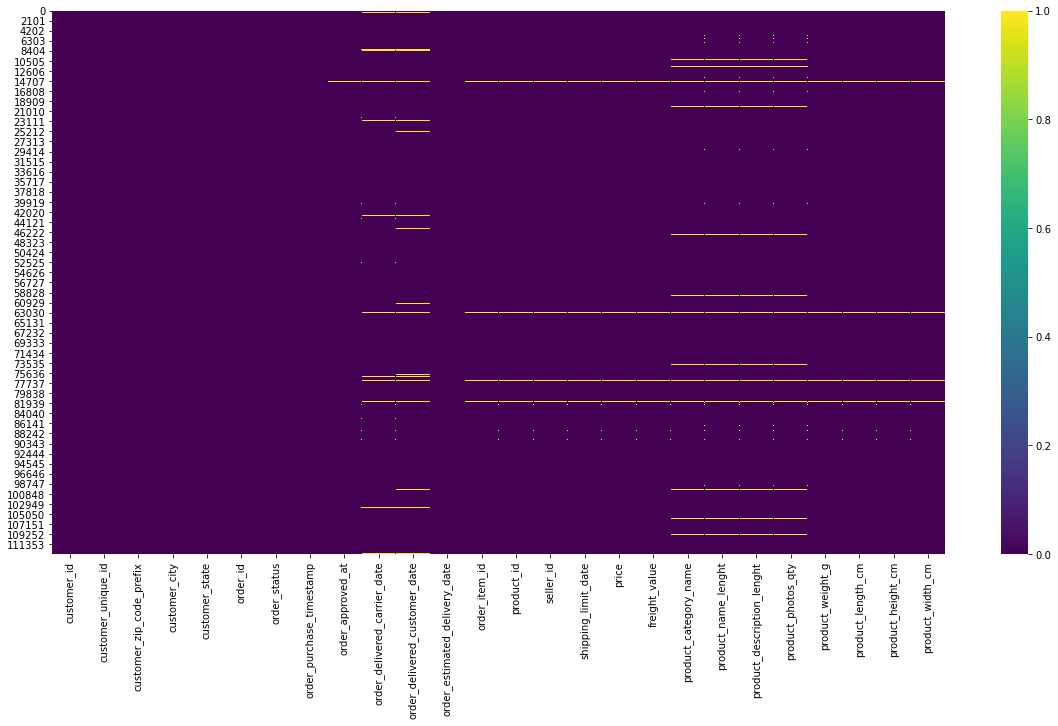 0
2101
4202
6303
8404
10505
12606
14707
16808
18909
21010
23111
25212
27313
29414
31515
33616
35717
37818
39919
42020
44121
46222
48323
50424
52525
54626
56727
58828
60929
63030
65131
67232
69333
71434
73535
75636
77737
79838
81939
84040
86141
88242
90343
92444
94545
96646
98747
100848
102949
105050
107151
109252
111353
customer_id
customer_unique_id
customer_zip_code_prefix
customer_city
customer_state
order_id
order_status
order_purchase_timestamp
order_approved_at
order_delivered_carrier_date
order_delivered_customer_date
order_estimated_delivery_date
order_item_id
product_id
seller_id
shipping_limit_date
price
freight_value
product_category_name
product_name_lenght
product_description_lenght
product_photos_qty
product_weight_g
product_length_cm
product_height_cm
product_width_cm
1.0
0.8
0.6
0.4
0.2
0.0